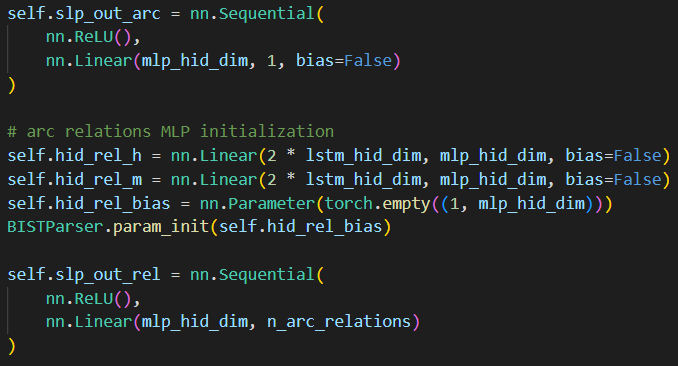 self.slp_out_arc = nn.Sequential(
    nn.ReLU(),
    nn.Linear(mlp_hid_dim, 1, bias=False)
)

# arc relations MLP initialization
self.hid_rel_h = nn.Linear(2 * lstm_hid_dim, mlp_hid_dim, bias=False)
self.hid_rel_m = nn.Linear(2 * lstm_hid_dim, mlp_hid_dim, bias=False)
self.hid_rel_bias = nn.Parameter(torch.empty((1, mlp_hid_dim)))
BISTParser.param_init(self.hid_rel_bias)

self.slp_out_rel = nn.Sequential(
    nn.ReLU(),
    nn.Linear(mlp_hid_dim, n_arc_relations)
)